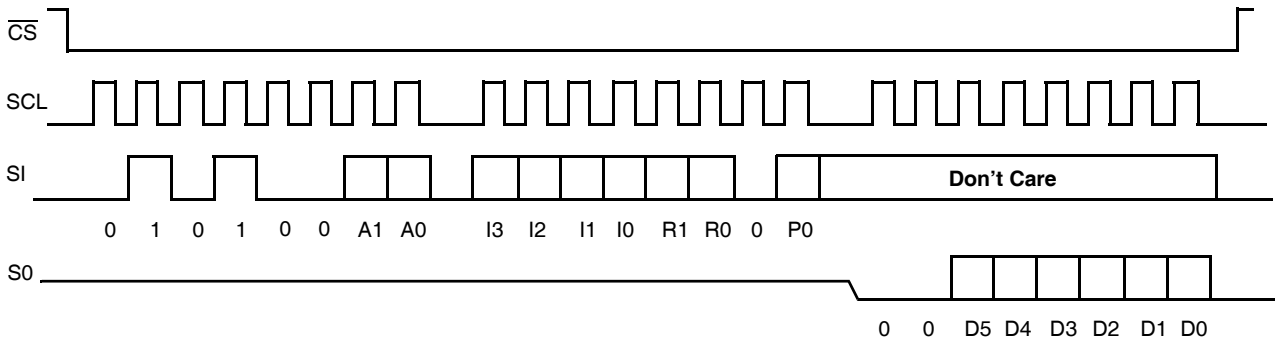 CS
SCL
SI
Don't Care
0 1 0 1 0 0 A1 A0 I3 I2 I1 I0 R1 R0 0 P0
S0
0 0 D5 D4 D3 D2 D1 D0